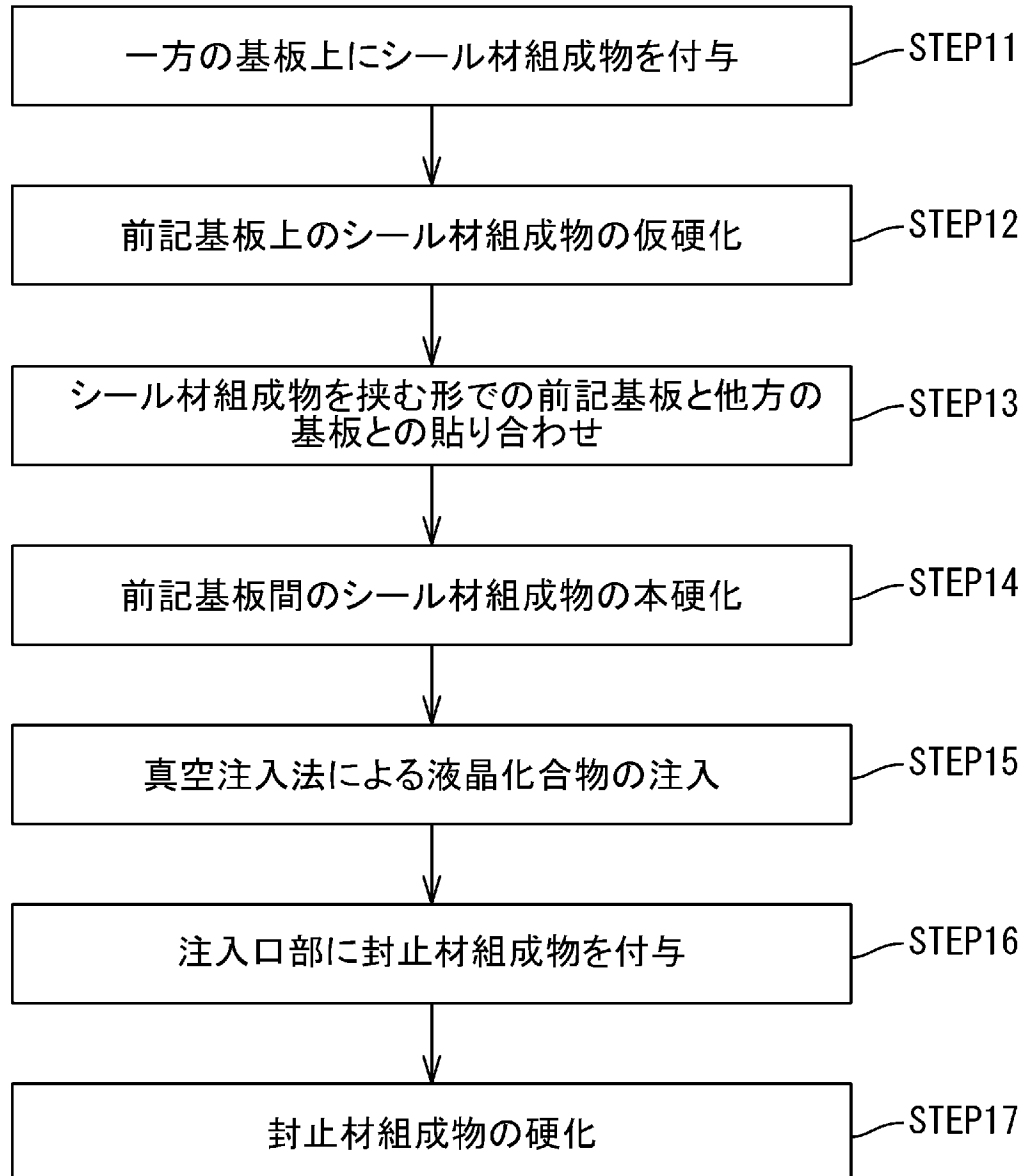 一方の基板上にシール材組成物を付与
STEP11
前記基板上のシール材組成物の仮硬化
STEP12
シール材組成物を挟む形での前記基板と他方の
基板との貼り合わせ
STEP13
前記基板間のシール材組成物の本硬化
STEP14
真空注入法による液晶化合物の注入
STEP15
注入口部に封止材組成物を付与
STEP16
封止材組成物の硬化
STEP17